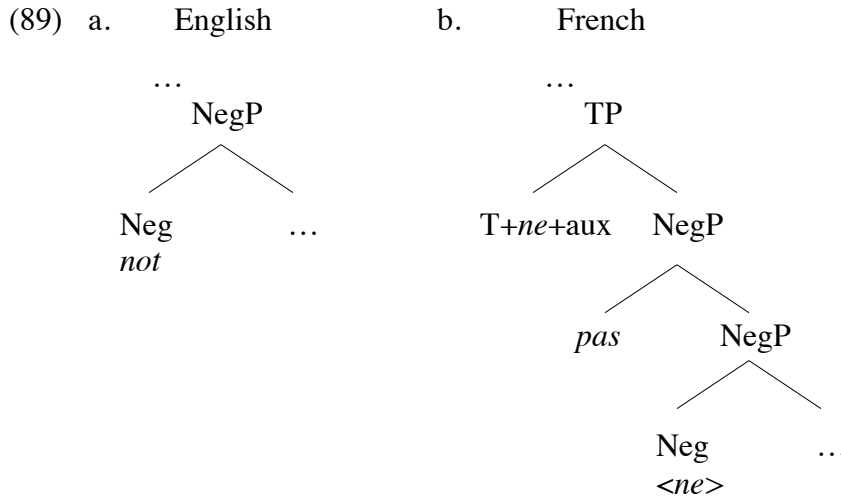 (89) a. English b. French
… …
NegP TP
Neg … T+ne+aux NegP
not
pas NegP
Neg …
<ne>